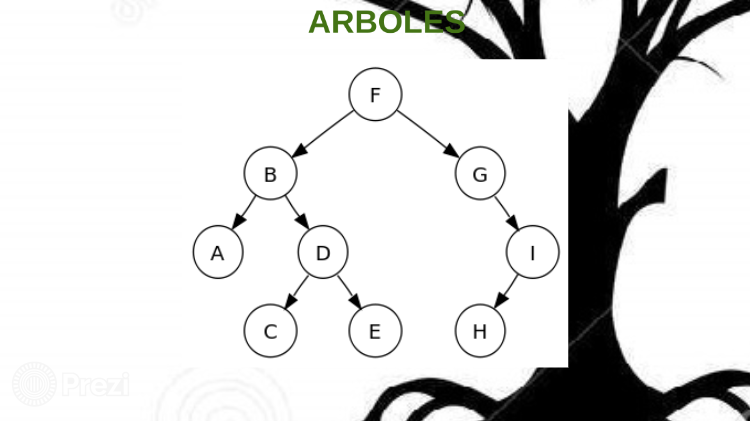 ARBOLES
F
B G
A D I
C E H
Prezi